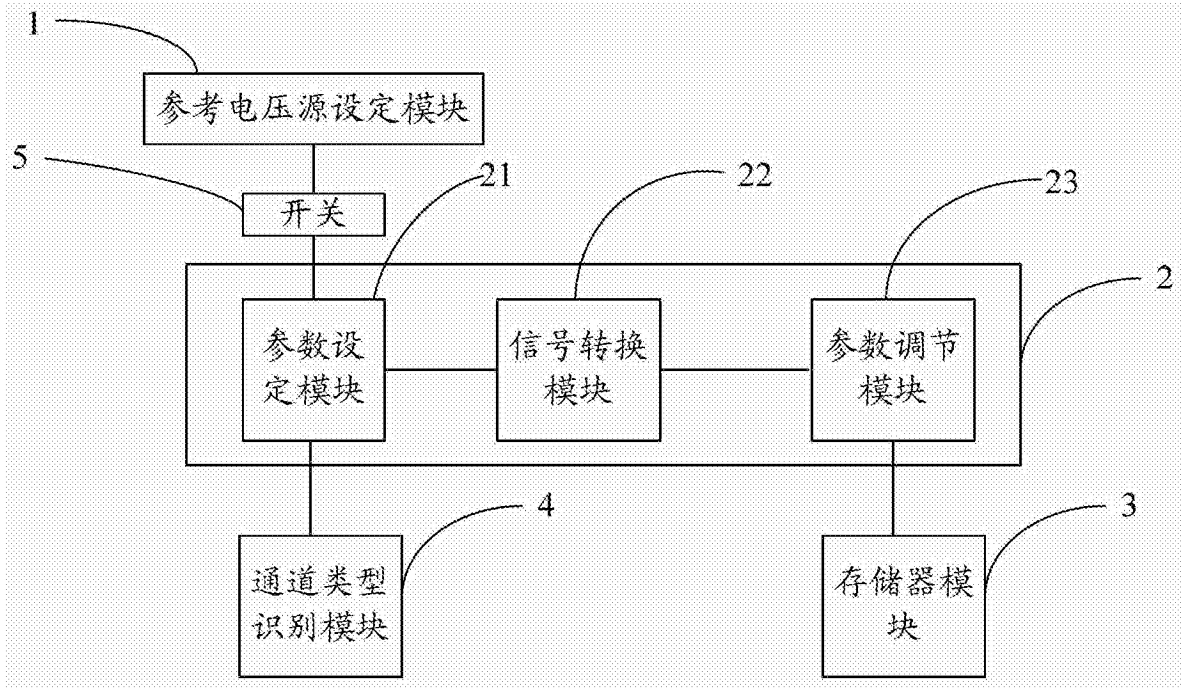 1
参考电压源设定模块
5
开关
21
22
23
2
参数设
定模块
信号转换
模块
参数调节
模块
4
3
通道类型
识别模块
存储器模
块